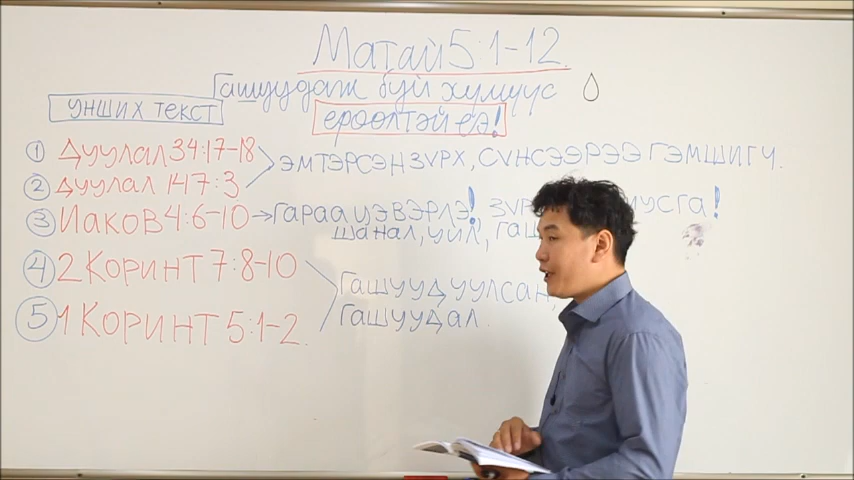 Матай 5:1-12.
Гашуудаж буй хүмүүс
ерөөлтэй еэ!
УНШИХ ТЕКСТ
① Дуулал 34:17-18
ЭМТЭРСЭН ЗҮРХ, СҮНСЭЭРЭЭ ГЭМШИГЧ.
② Дуулал 147:3
③ ИАКОВ 4:6-10 → ГАРАА ЦЭВЭРЛЭ!
ШАНАЛ, УЙЛ,
④ 2 КОРИНТ 7:8-10
ГАШУУДУУЛСАН,
ГАШУУДАЛ.
⑤ 1 КОРИНТ 5:1-2.